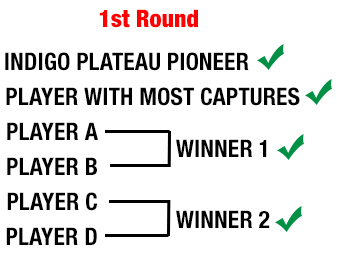 1st Round
INDIGO PLATEAU PIONEER
PLAYER WITH MOST CAPTURES
PLAYER A
WINNER 1
PLAYER B
PLAYER C
WINNER 2
PLAYER D